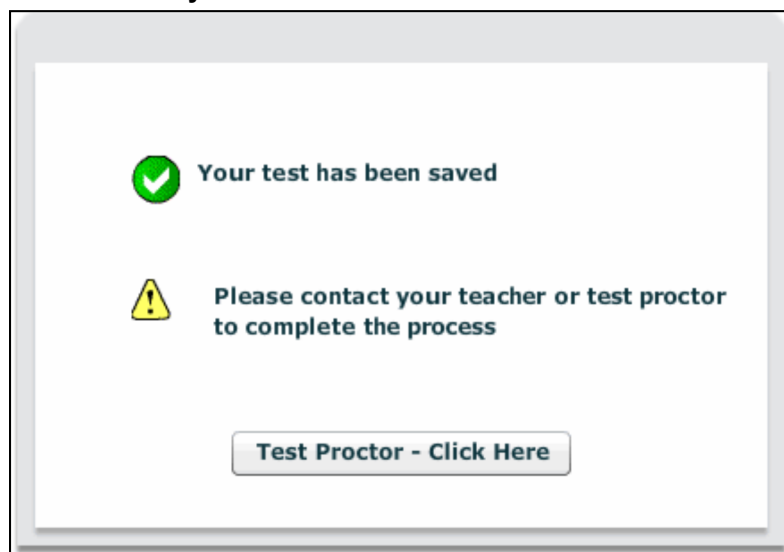 Your test has been saved
Please contact your teacher or test proctor
to complete the process
Test Proctor - Click Here